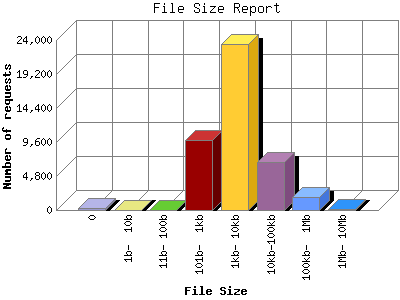 File Size Report
24,000
19,200
14,400
9,600
4,800
0
Number of requests
0
1b- 10b
11b- 100b
101b- 1kb
1kb- 10kb
10kb-100kb
100kb- 1Mb
1Mb- 10Mb
File Size